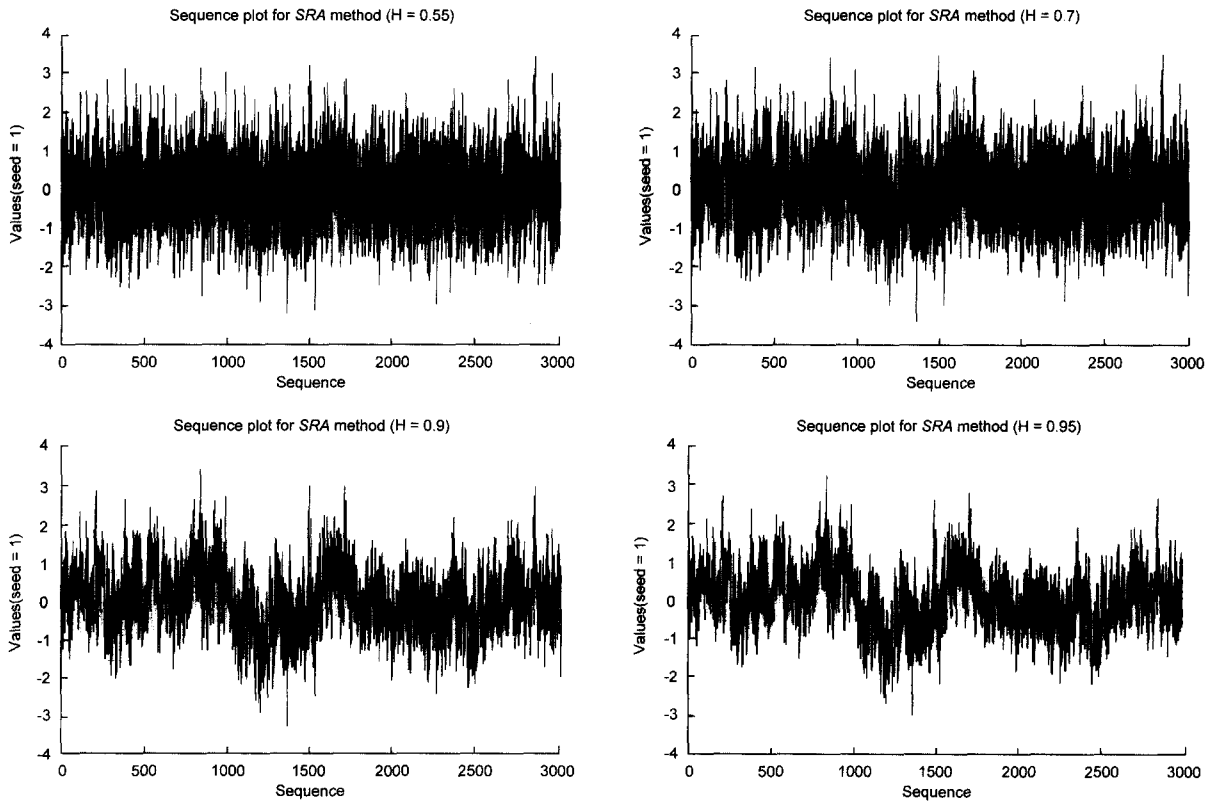 Sequence plot for SRA method (H = 0.55)
4
3
2
1
0
-1
-2
-3
-4
Values(seed = 1)
0 500 1000 1500 2000 2500 3000
Sequence
Sequence plot for SRA method (H = 0.7)
4
3
2
1
0
-1
-2
-3
-4
Values(seed = 1)
0 500 1000 1500 2000 2500 3000
Sequence
Sequence plot for SRA method (H = 0.9)
4
3
2
1
0
-1
-2
-3
-4
Values(seed = 1)
0 500 1000 1500 2000 2500 3000
Sequence
Sequence plot for SRA method (H = 0.95)
4
3
2
1
0
-1
-2
-3
-4
Values(seed = 1)
0 500 1000 1500 2000 2500 3000
Sequence